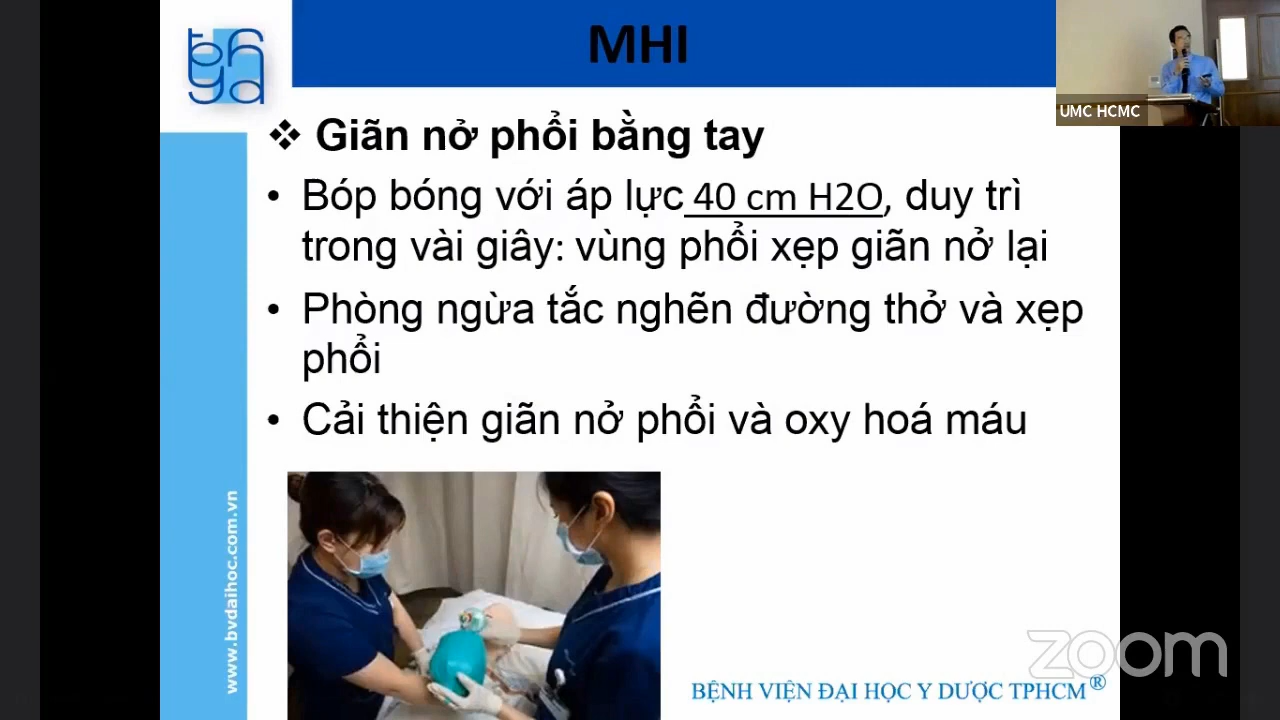 MHI
UMC HCMC
❖ Giãn nở phổi bằng tay
• Bóp bóng với áp lực 40 cm H2O, duy trì
trong vài giây: vùng phổi xẹp giãn nở lại
• Phòng ngừa tắc nghẽn đường thở và xẹp
phổi
• Cải thiện giãn nở phổi và oxy hoá máu
www.bvdaihoc.com.vn
zoom
BỆNH VIỆN ĐẠI HỌC Y DƯỢC TPHCM®